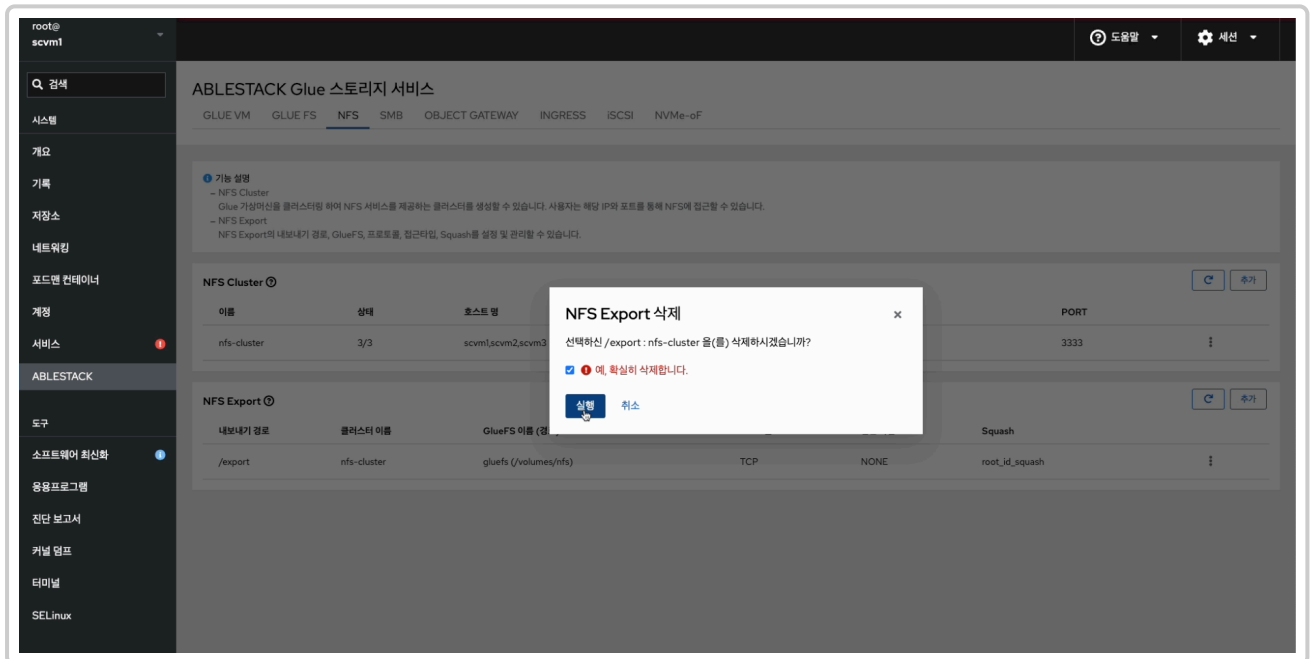 root@
scvm1
도움말
세션
검색
시스템
개요
기록
저장소
네트워킹
포드맨 컨테이너
계정
서비스
ABLESTACK
도구
소프트웨어 최신화
응용프로그램
진단 보고서
커널 덤프
터미널
SELinux
ABLESTACK Glue 스토리지 서비스
GLUE VM GLUE FS NFS SMB OBJECT GATEWAY INGRESS iSCSI NVMe-oF
기능 설명
– NFS Cluster
Glue 가상머신을 클러스터링 하여 NFS 서비스를 제공하는 클러스터를 생성할 수 있습니다. 사용자는 해당 IP와 포트를 통해 NFS에 접근할 수 있습니다.
– NFS Export
NFS Export의 내보내기 경로, GlueFS, 프로토콜, 접근타입, Squash를 설정 및 관리할 수 있습니다.
NFS Cluster
추가
이름 상태 호스트 명 PORT
nfs-cluster 3/3 scvm1,scvm2,scvm3 3333
NFS Export 삭제
선택하신 /export : nfs-cluster 을(를) 삭제하시겠습니까?
예, 확실히 삭제합니다.
실행 취소
NFS Export
추가
내보내기 경로 클러스터 이름 GlueFS 이름 Squash
/export nfs-cluster gluefs (/volumes/nfs) TCP NONE root_id_squash